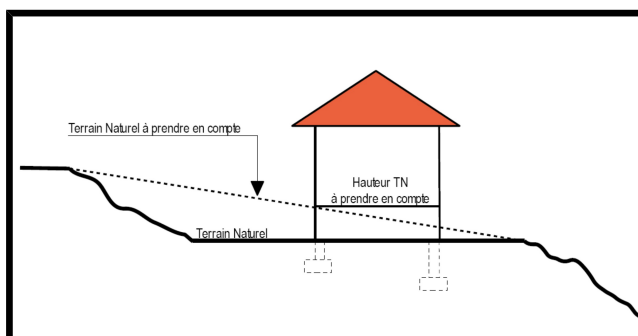 Terrain Naturel à prendre en compte
Hauteur TN
à prendre en compte
Terrain Naturel